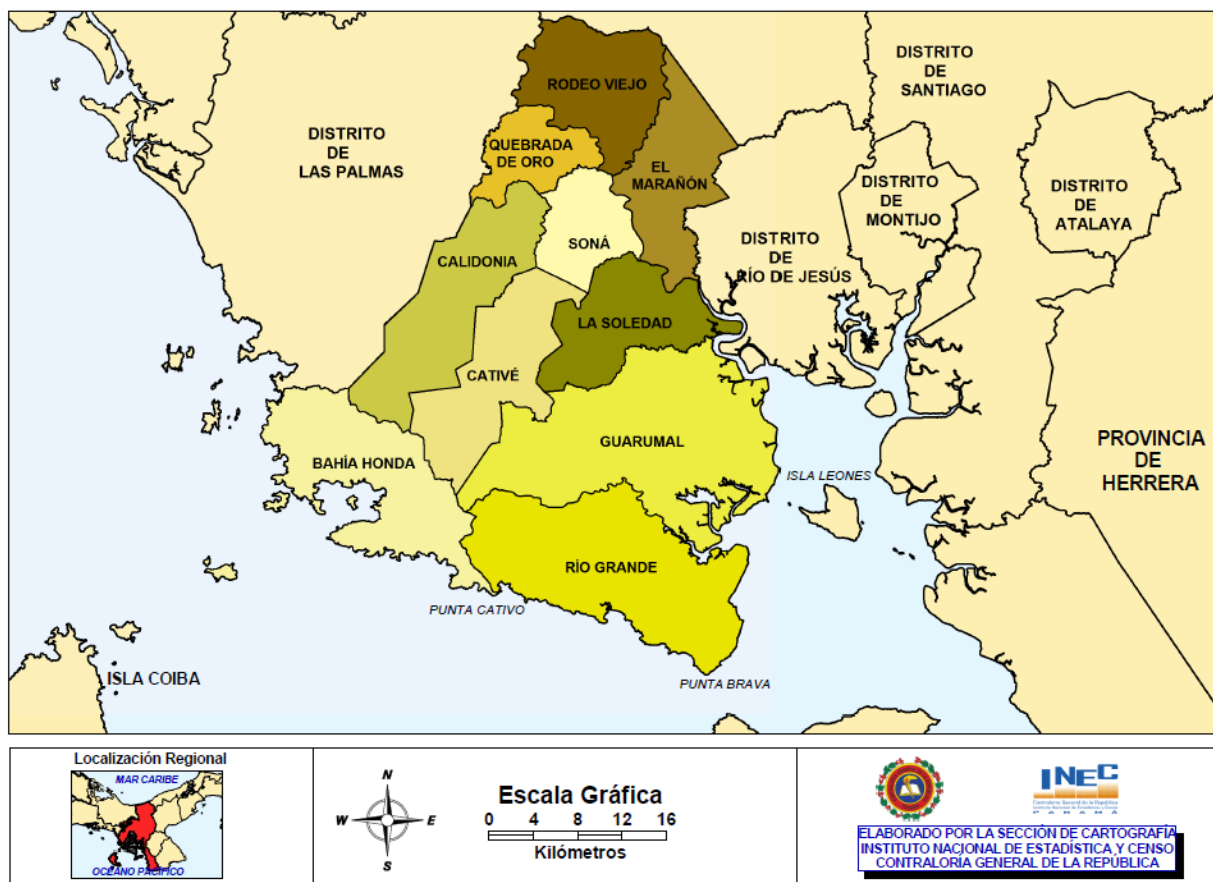 RODEO VIEJO
DISTRITO
DE
SANTIAGO
DISTRITO
DE
LAS PALMAS
QUEBRADA
DE ORO
EL
MARAÑÓN
DISTRITO
DE
MONTIJO
DISTRITO
DE
ATALAYA
SONÁ
DISTRITO
DE
RÍO DE JESÚS
CALIDONIA
LA SOLEDAD
CATIVÉ
GUARUMAL
PROVINCIA
DE
HERRERA
BAHÍA HONDA
ISLA LEONES
RÍO GRANDE
PUNTA CATIVO
ISLA COIBA
PUNTA BRAVA
Localización Regional
MAR CARIBE
OCEANO PACIFICO
N
W E
S
Escala Gráfica
0 4 8 12 16
Kilómetros
INEC
ELABORADO POR LA SECCIÓN DE CARTOGRAFÍA
INSTITUTO NACIONAL DE ESTADÍSTICA Y CENSO
CONTRALORÍA GENERAL DE LA REPÚBLICA